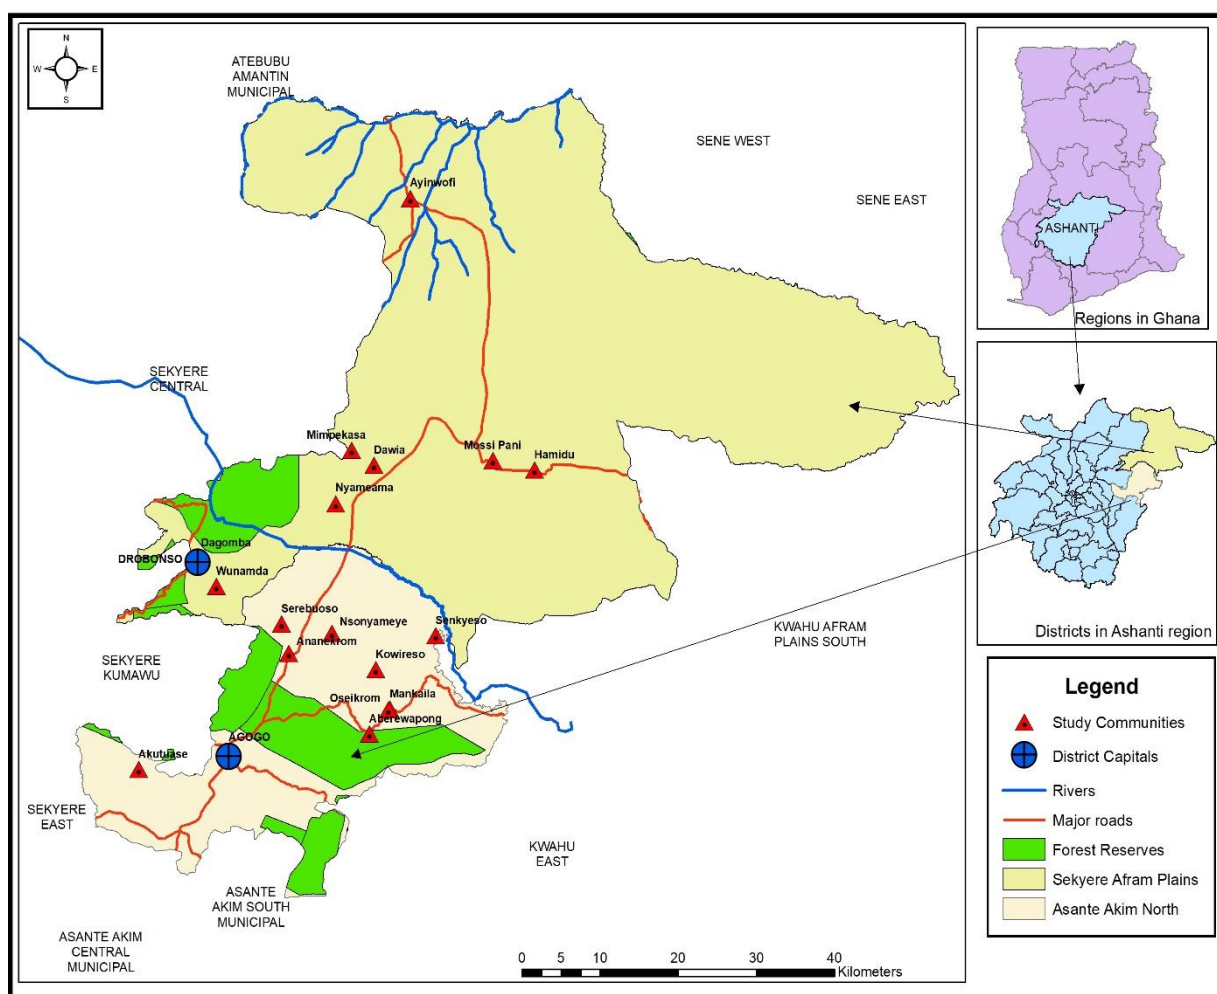 N
W E
S
ATEBUBU
AMANTIN
MUNICIPAL
SENE WEST
SENE EAST
Ayinwofi
SEKYERE
CENTRAL
Mimpekasa
Dawia
Mossi Pani
Hamidu
Nyameama
Dagomba
DROBONSO
Wunamda
Serebuoso
Nsonyameye
Senkyeso
Ananekrom
Kowireso
KWAHU AFRAM
PLAINS SOUTH
SEKYERE
KUMAWU
Oseikrom
Mankaila
Aberewapong
AGOGO
Akutuase
SEKYERE
EAST
KWAHU
EAST
ASANTE
AKIM SOUTH
MUNICIPAL
ASANTE AKIM
CENTRAL
MUNICIPAL
0 5 10 20 30 40
Kilometers
ASHANTI
Regions in Ghana
Districts in Ashanti region
Legend
Study Communities
District Capitals
Rivers
Major roads
Forest Reserves
Sekyere Afram Plains
Asante Akim North